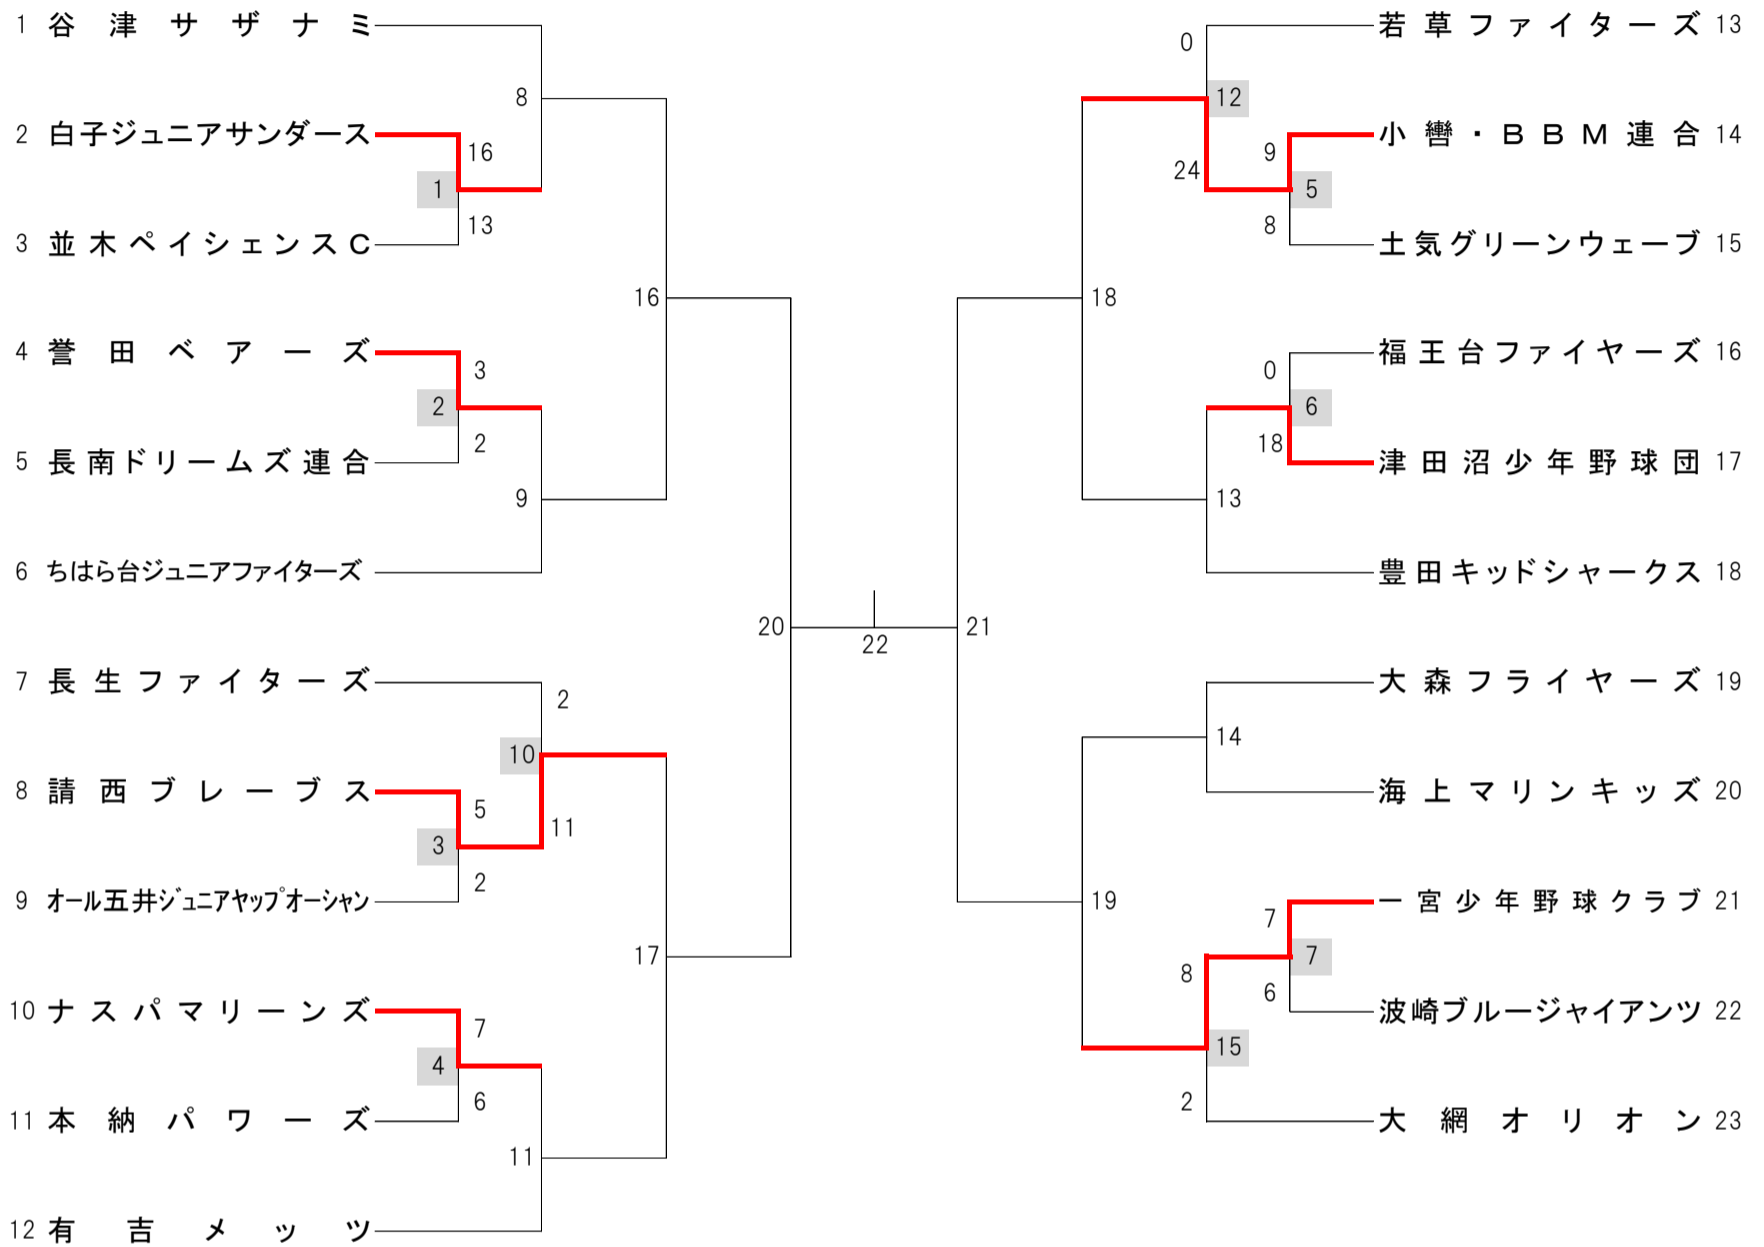 1 谷津サザナミ
8
2 白子ジュニアサンダース
16
1
13
3 並木ペイシェンスC
16
4 誉田ベアーズ
3
2
2
5 長南ドリームズ連合
9
6 ちはら台ジュニアファイターズ
20
7 長生ファイターズ
2
10
8 請西ブレーブス
5
11
3
2
9 オール五井ジュニアヤップオーシャン
17
10 ナスパマリーンズ
7
4
6
11 本納パワーズ
11
12 有吉メッツ
22
若草ファイターズ 13
0
12
小轡・BBM連合 14
9
24
5
8
土気グリーンウェーブ 15
18
福王台ファイヤーズ 16
0
6
18
津田沼少年野球団 17
13
豊田キッドシャークス 18
21
大森フライヤーズ 19
14
海上マリンキッズ 20
19
一宮少年野球クラブ 21
7
7
8
6
波崎ブルージャイアンツ 22
15
2
大網オリオン 23